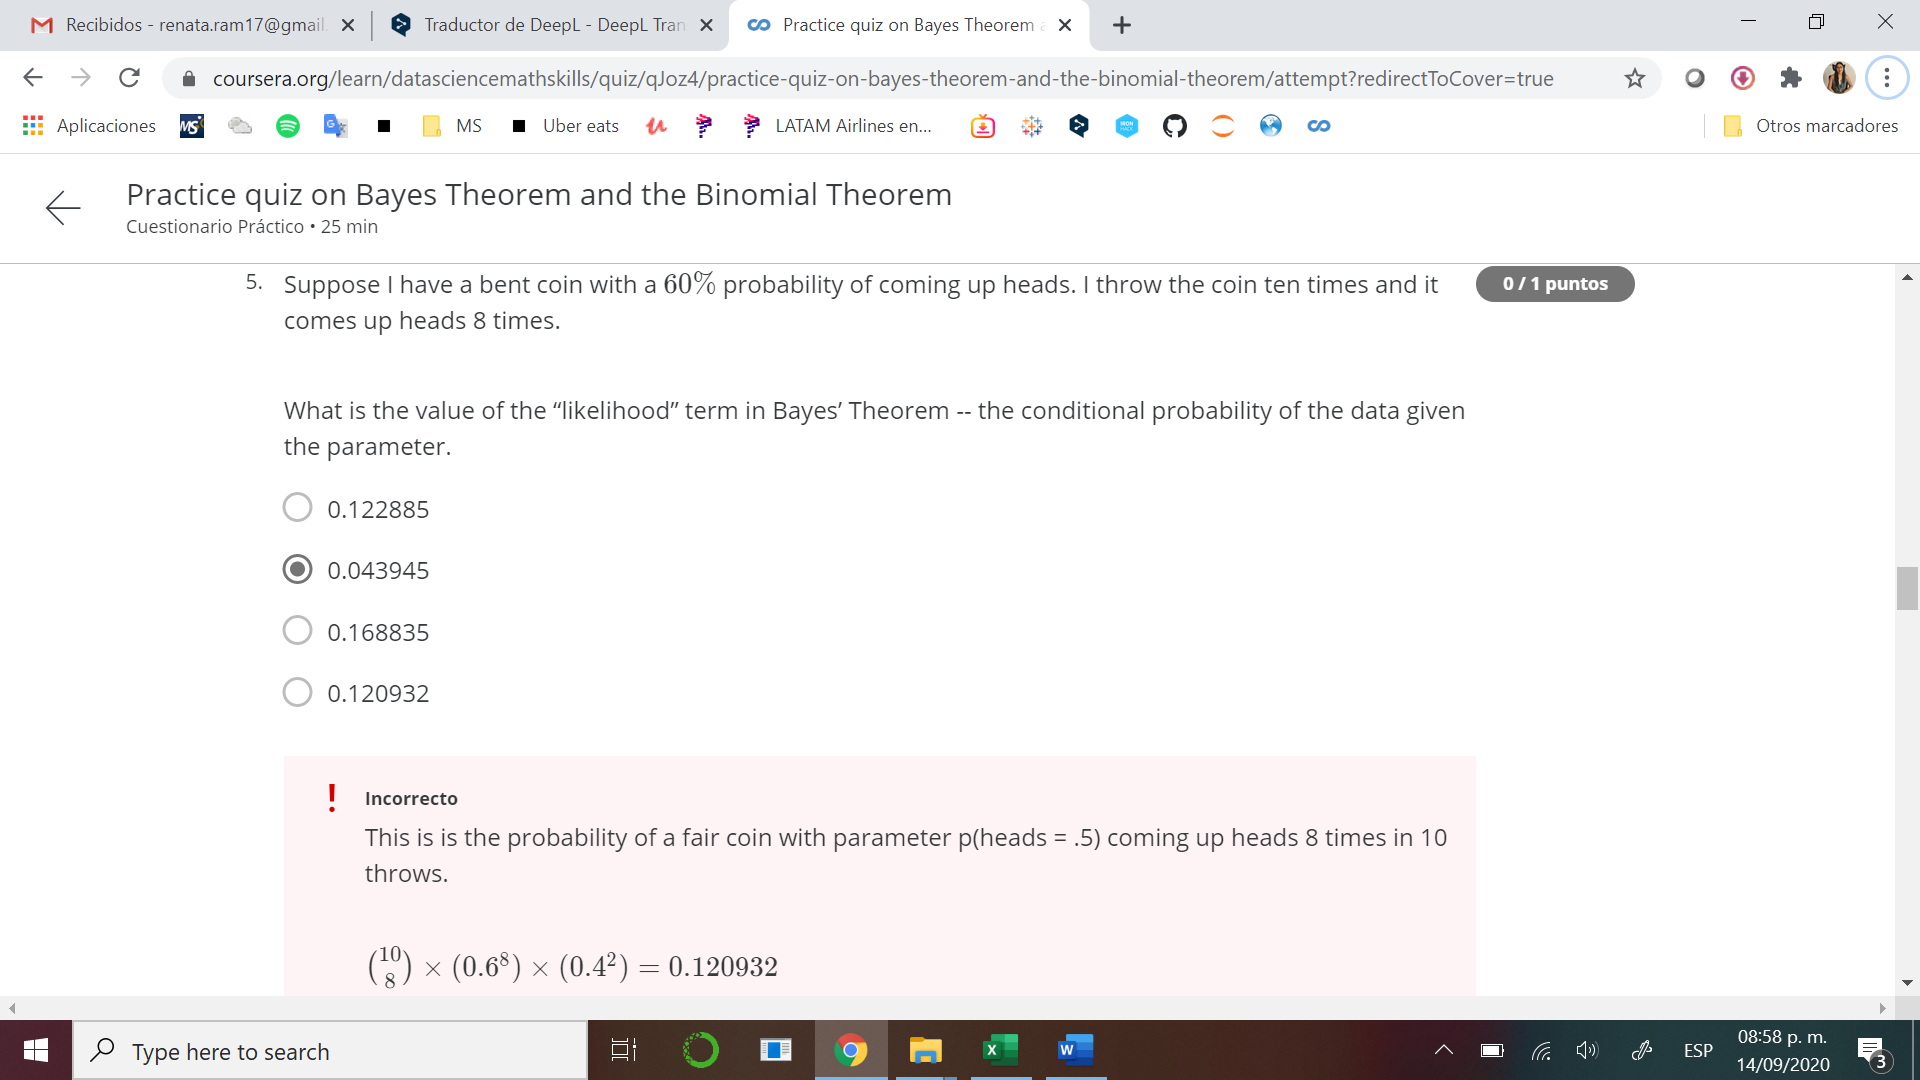 Recibidos - renata.ram17@gmail.
Traductor de DeepL - DeepL Tran
Practice quiz on Bayes Theorem a
coursera.org/learn/datasciencemathskills/quiz/qJoz4/practice-quiz-on-bayes-theorem-and-the-binomial-theorem/attempt?redirectToCover=true
Aplicaciones MS MS Uber eats LATAM Airlines en... Otros marcadores
Practice quiz on Bayes Theorem and the Binomial Theorem
Cuestionario Práctico • 25 min
5. Suppose I have a bent coin with a 60% probability of coming up heads. I throw the coin ten times and it
comes up heads 8 times.
0 / 1 puntos
What is the value of the “likelihood” term in Bayes’ Theorem -- the conditional probability of the data given
the parameter.
0.122885
0.043945
0.168835
0.120932
! Incorrecto
This is is the probability of a fair coin with parameter p(heads = .5) coming up heads 8 times in 10
throws.
(10 8) × (0.6⁸) × (0.4²) = 0.120932
Type here to search
ESP
08:58 p. m.
14/09/2020
3